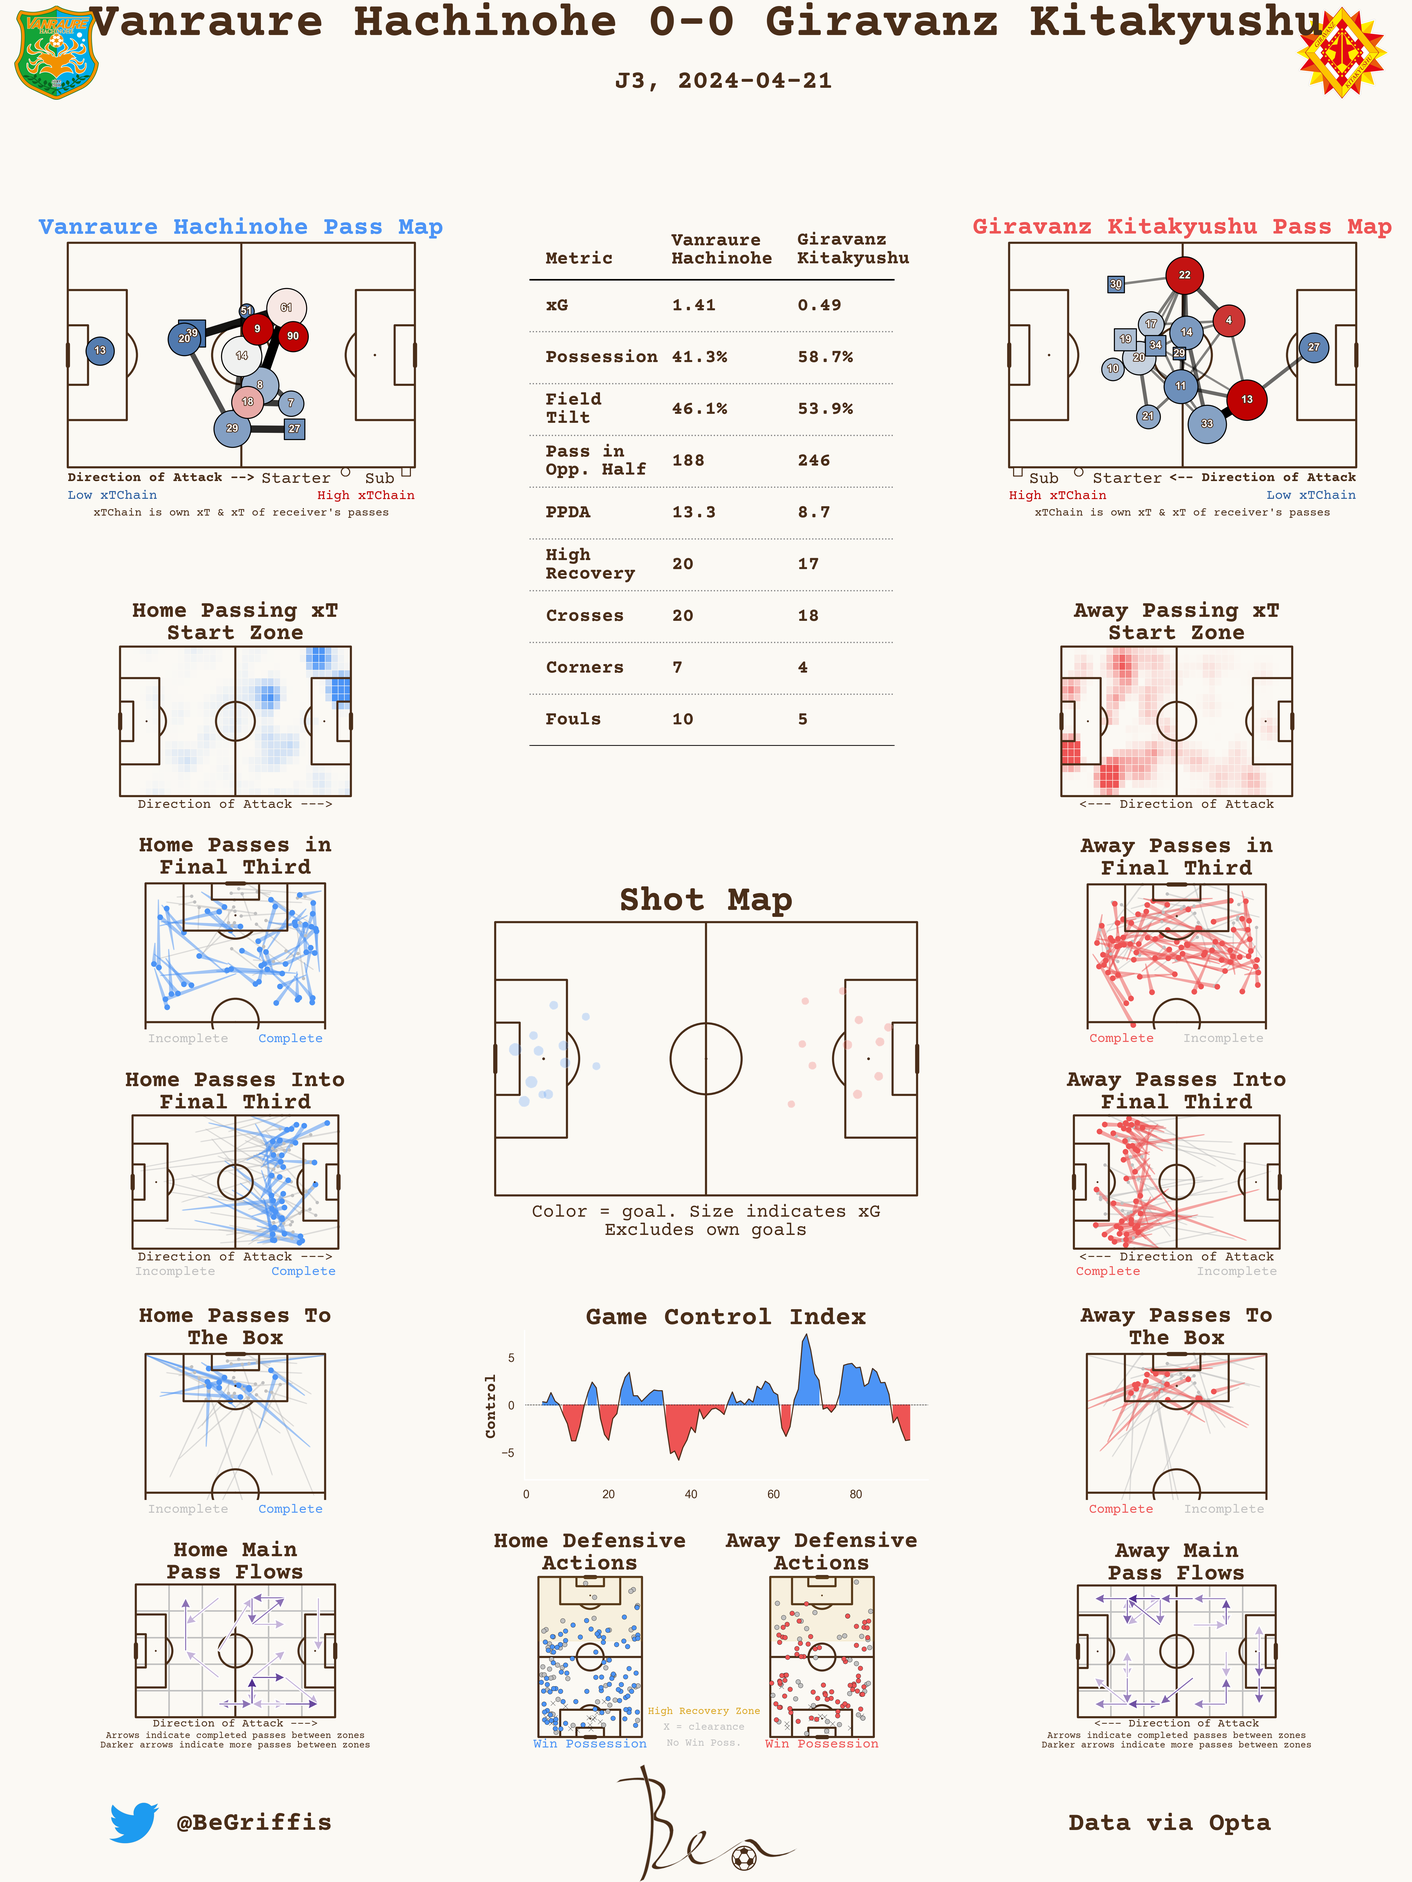 Vanraure Hachinohe 0-0 Giravanz Kitakyushu
J3, 2024-04-21
VANRAURE
HACHINOHE
GIRAVANZ
KITAKYUSHU
Vanraure Hachinohe Pass Map
13
20
39
51
61
9
90
14
8
18
7
29
27
Direction of Attack --> Starter Sub
Low xTChain High xTChain
xTChain is own xT & xT of receiver's passes
Metric Vanraure Hachinohe Giravanz Kitakyushu
xG 1.41 0.49
Possession 41.3% 58.7%
Field Tilt 46.1% 53.9%
Pass in Opp. Half 188 246
PPDA 13.3 8.7
High Recovery 20 17
Crosses 20 18
Corners 7 4
Fouls 10 5
Giravanz Kitakyushu Pass Map
22
30
4
17
14
19
34
29
20
10
27
11
13
21
33
Sub Starter <-- Direction of Attack
High xTChain Low xTChain
xTChain is own xT & xT of receiver's passes
Home Passing xT
Start Zone
Direction of Attack --->
Away Passing xT
Start Zone
<--- Direction of Attack
Home Passes in
Final Third
Incomplete Complete
Away Passes in
Final Third
Complete Incomplete
Shot Map
Color = goal. Size indicates xG
Excludes own goals
Home Passes Into
Final Third
Direction of Attack --->
Incomplete Complete
Away Passes Into
Final Third
<--- Direction of Attack
Complete Incomplete
Home Passes To
The Box
Incomplete Complete
Game Control Index
Control
5
0
−5
0 20 40 60 80
Away Passes To
The Box
Complete Incomplete
Home Main
Pass Flows
Direction of Attack --->
Arrows indicate completed passes between zones
Darker arrows indicate more passes between zones
Home Defensive
Actions
Win Possession
High Recovery Zone
X = clearance
No Win Poss.
Away Defensive
Actions
Win Possession
Away Main
Pass Flows
<--- Direction of Attack
Arrows indicate completed passes between zones
Darker arrows indicate more passes between zones
@BeGriffis
Ben
Data via Opta